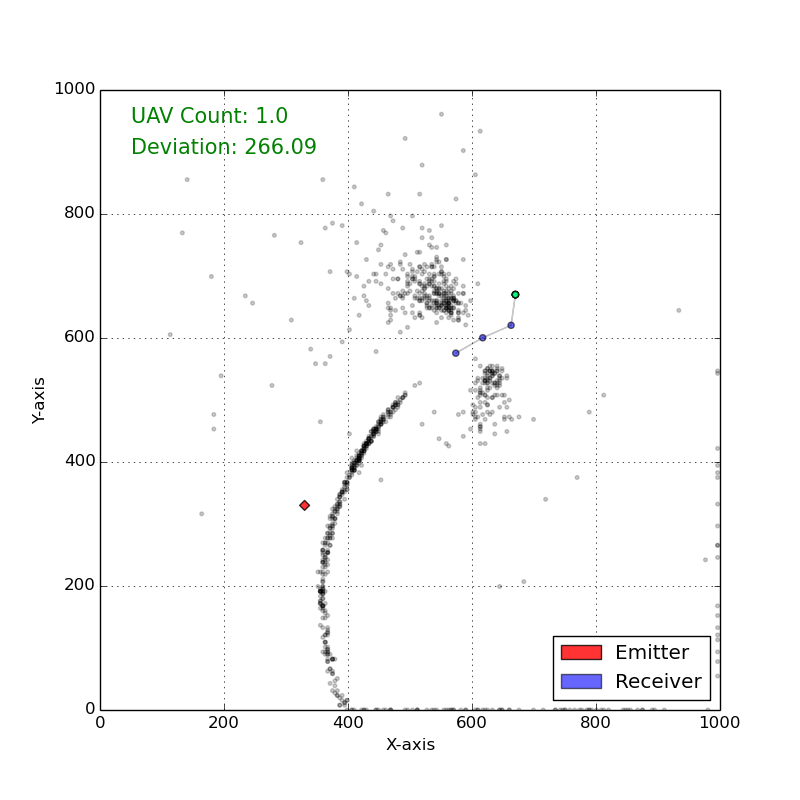 UAV Count: 1.0
Deviation: 266.09
1000
800
600
400
200
0
Y-axis
0 200 400 600 800 1000
X-axis
Emitter
Receiver